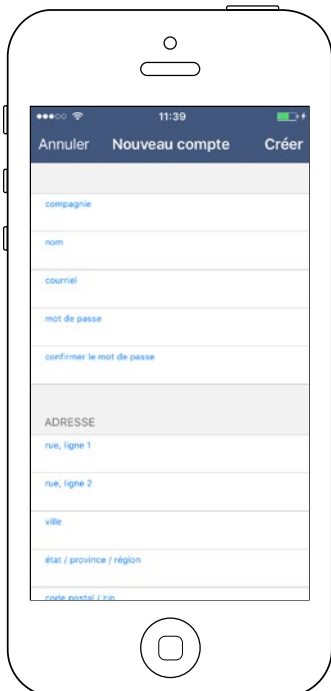 11:39
Annuler Nouveau compte Créer
compagnie
nom
courriel
mot de passe
confirmer le mot de passe
ADRESSE
rue, ligne 1
rue, ligne 2
ville
état / province / région
code postal / zip